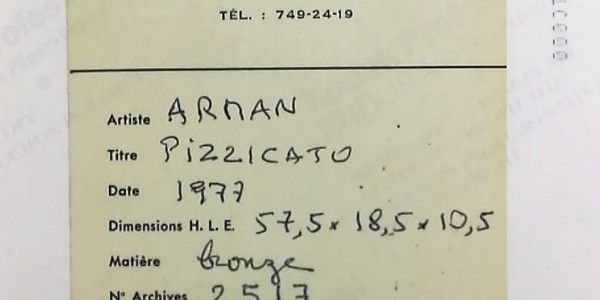 TÉL. : 749-24-19
Artiste ARMAN
Titre PIZZICATO
Date 1977
Dimensions H. L. E. 57,5 x 18,5 x 10,5
Matière bronze
N° Archives 2517